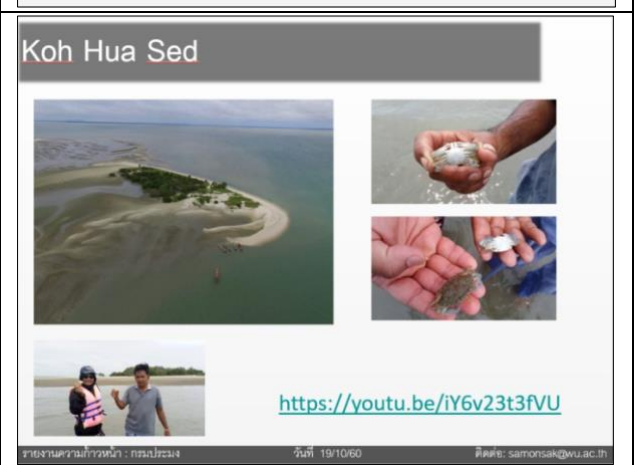 Koh Hua Sed
https://youtu.be/iY6v23t3fVU
รายงานความก้าวหน้า : กรมประมง วันที่ 19/10/60 ติดต่อ: samonsak@wu.ac.th